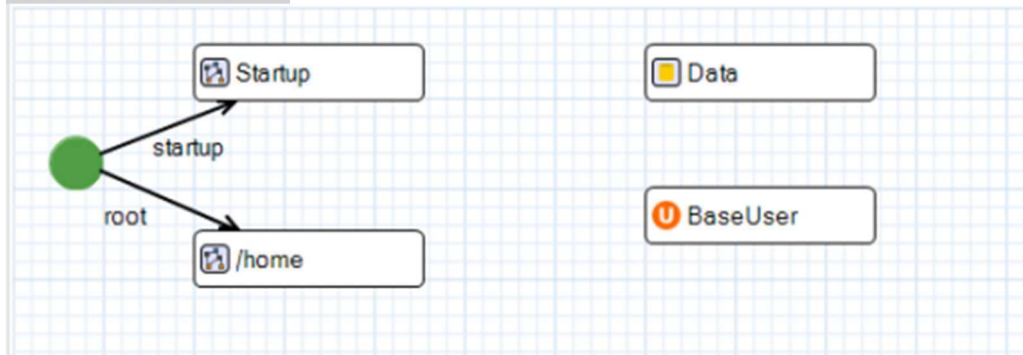 Startup
Data
startup
root
U BaseUser
/home